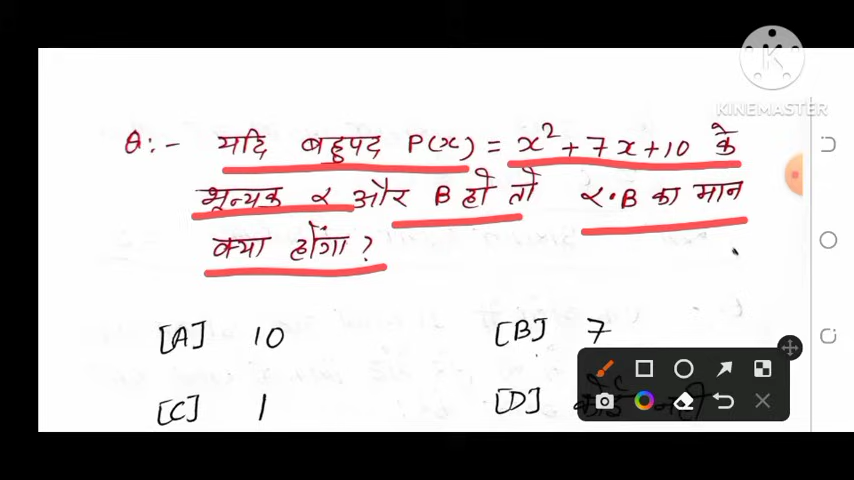 KINEMASTER
Q:- यदि बहुपद P(x) = x² + 7x + 10 के
शून्यक α और B हो तो α·B का मान
क्या होंगा ?
[A] 10 [B] 7
[C] 1 [D]